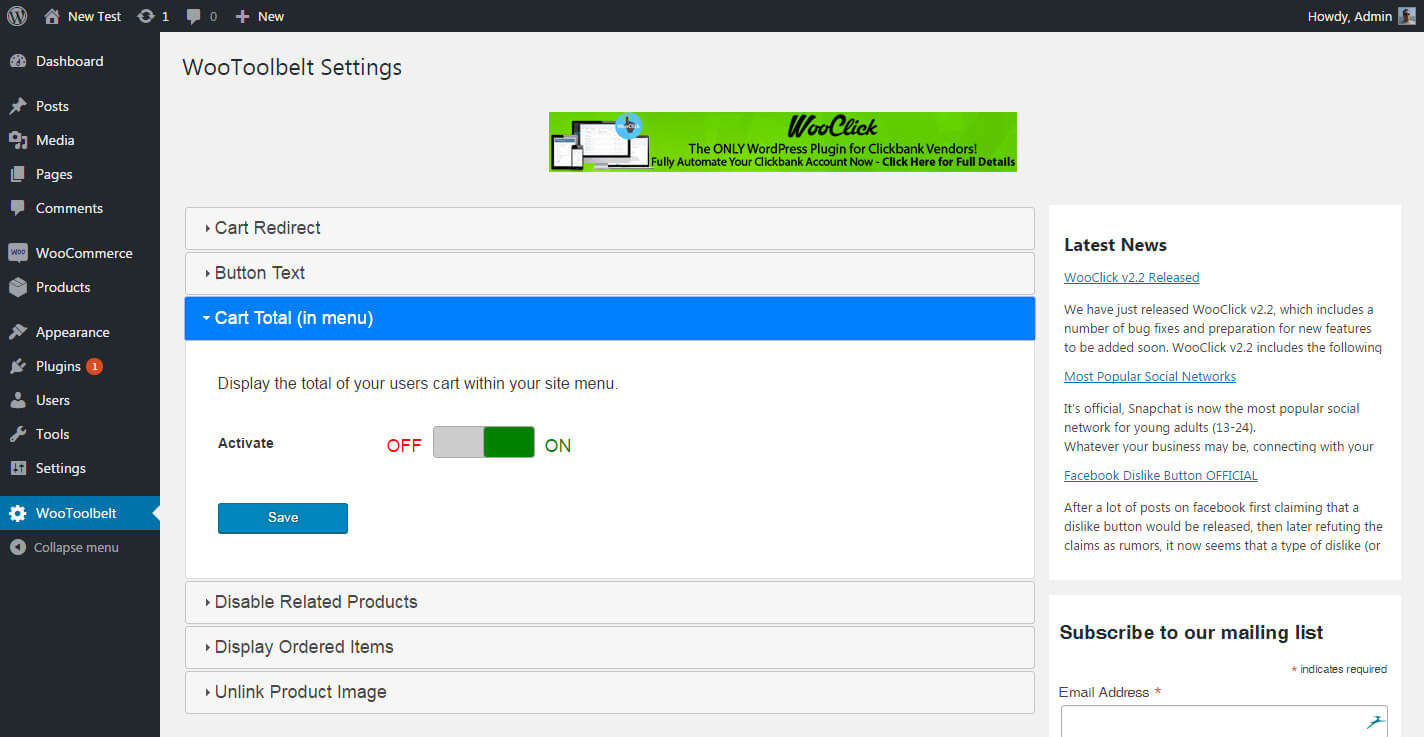 New Test 1 0 New Howdy, Admin
Dashboard
Posts
Media
Pages
Comments
WOO WooCommerce
Products
Appearance
Plugins 1
Users
Tools
Settings
WooToolbelt
Collapse menu
WooToolbelt Settings
WooClick
WooClick
The ONLY WordPress Plugin for Clickbank Vendors!
Fully Automate Your Clickbank Account Now - Click Here for Full Details
Cart Redirect
Button Text
Cart Total (in menu)
Display the total of your users cart within your site menu.
Activate OFF ON
Save
Disable Related Products
Display Ordered Items
Unlink Product Image
Latest News
WooClick v2.2 Released
We have just released WooClick v2.2, which includes a
number of bug fixes and preparation for new features
to be added soon. WooClick v2.2 includes the following
Most Popular Social Networks
It's official, Snapchat is now the most popular social
network for young adults (13-24).
Whatever your business may be, connecting with your
Facebook Dislike Button OFFICIAL
After a lot of posts on facebook first claiming that a
dislike button would be released, then later refuting the
claims as rumors, it now seems that a type of dislike (or
Subscribe to our mailing list
* indicates required
Email Address *